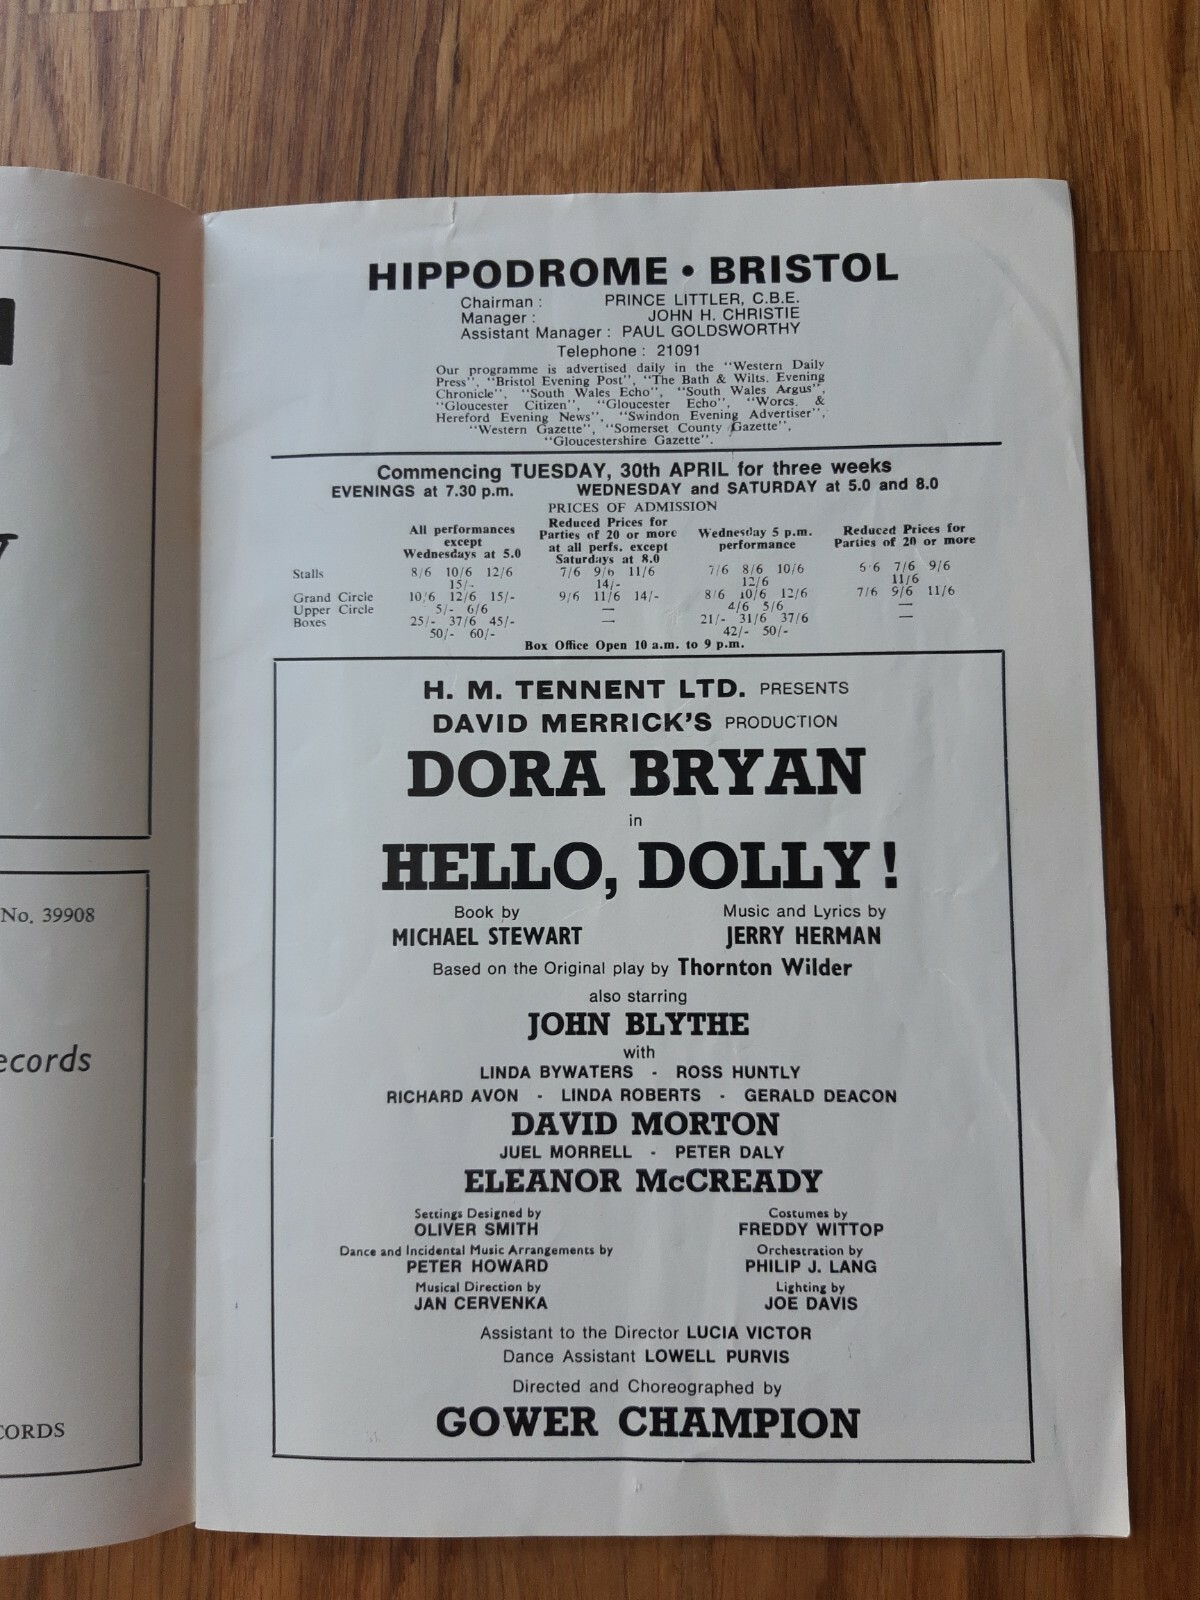 No. 39908
ecords
CORDS
HIPPODROME • BRISTOL
Chairman : PRINCE LITTLER, C.B.E.
Manager : JOHN H. CHRISTIE
Assistant Manager : PAUL GOLDSWORTHY
Telephone : 21091
Our programme is advertised daily in the "Western Daily
Press", "Bristol Evening Post", "The Bath & Wilts. Evening
Chronicle", "South Wales Echo", "South Wales Argus",
"Gloucester Citizen", "Gloucester Echo", "Worcs. &
Hereford Evening News", "Swindon Evening Advertiser",
"Western Gazette", "Somerset County Gazette",
"Gloucestershire Gazette".
Commencing TUESDAY, 30th APRIL for three weeks
EVENINGS at 7.30 p.m. WEDNESDAY and SATURDAY at 5.0 and 8.0
PRICES OF ADMISSION
All performances
except
Wednesdays at 5.0
Reduced Prices for
Parties of 20 or more
at all perfs. except
Saturdays at 8.0
Wednesday 5 p.m.
performance
Reduced Prices for
Parties of 20 or more
Stalls 8/6 10/6 12/6 7/6 9/6 11/6 7/6 8/6 10/6 5/6 7/6 9/6
15/- 14/- 12/6 11/6
Grand Circle 10/6 12/6 15/- 9/6 11/6 14/- 8/6 10/6 12/6 7/6 9/6 11/6
Upper Circle 5/- 6/6 — 4/6 5/6 —
Boxes 25/- 37/6 45/- — 21/- 31/6 37/6 —
50/- 60/- 42/- 50/-
Box Office Open 10 a.m. to 9 p.m.
H. M. TENNENT LTD. PRESENTS
DAVID MERRICK'S PRODUCTION
DORA BRYAN
in
HELLO, DOLLY!
Book by Music and Lyrics by
MICHAEL STEWART JERRY HERMAN
Based on the Original play by Thornton Wilder
also starring
JOHN BLYTHE
with
LINDA BYWATERS - ROSS HUNTLY
RICHARD AVON - LINDA ROBERTS - GERALD DEACON
DAVID MORTON
JUEL MORRELL - PETER DALY
ELEANOR McCREADY
Settings Designed by Costumes by
OLIVER SMITH FREDDY WITTOP
Dance and Incidental Music Arrangements by Orchestration by
PETER HOWARD PHILIP J. LANG
Musical Direction by Lighting by
JAN CERVENKA JOE DAVIS
Assistant to the Director LUCIA VICTOR
Dance Assistant LOWELL PURVIS
Directed and Choreographed by
GOWER CHAMPION